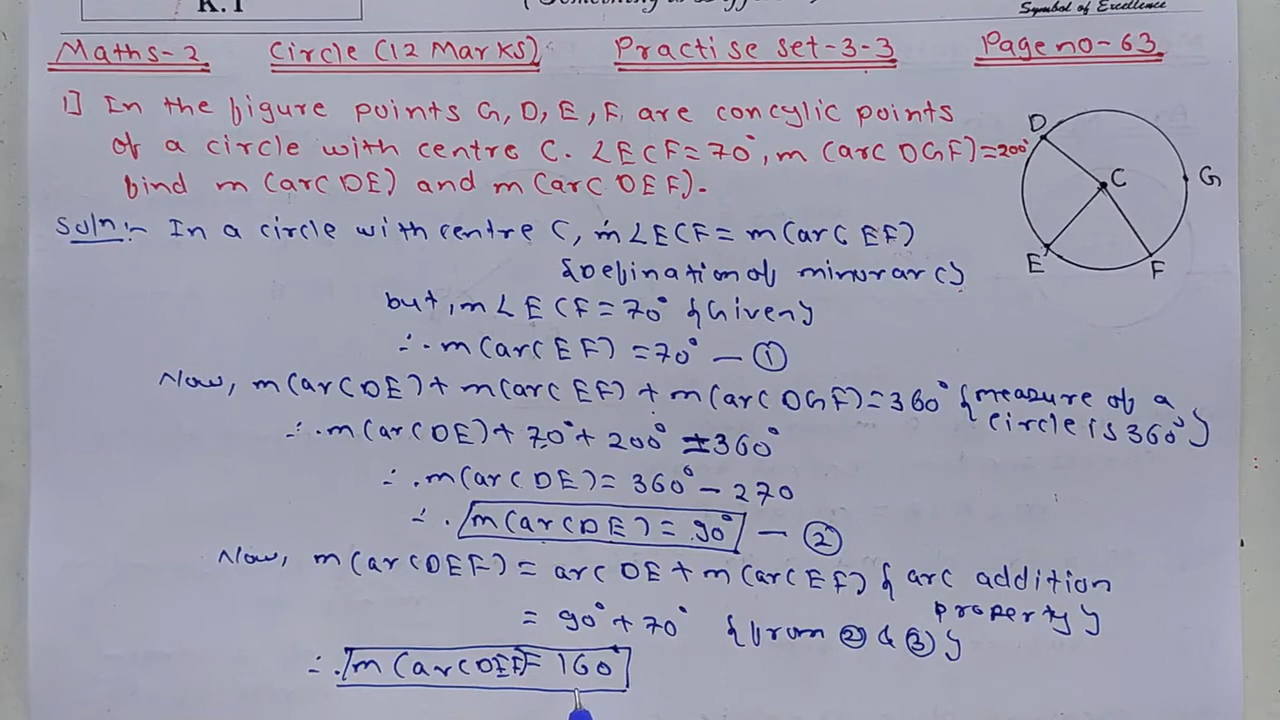 K.1
Symbol of Excellence
Maths-2 Circle (12 Marks) Practise set-3-3 Page no-63
1] In the figure points G, D, E, F are concylic points
of a circle with centre C. ∠ECF=70°, m (arc DGF)=200°
find m (arc DE) and m (arc DEF).
D
C
G
E
F
Soln:- In a circle with centre C, m∠ECF = m(arc EF)
{Defination of minor arc}
but, m∠ECF=70° {Given}
∴ m(arc EF) =70° — ①
Now, m(arc DE)+ m(arc EF) + m(arc DGF)=360° {measure of a
circle is 360°}
∴ m(arc DE)+ 70°+ 200° =360°
∴ m(arc DE)= 360° - 270
∴ m(arc DE) = 90° — ②
Now, m(arc DEF) = arc DE + m(arc EF) { arc addition
property}
= 90° + 70° {from ② & ③}
∴ m (arc DEF)= 160°